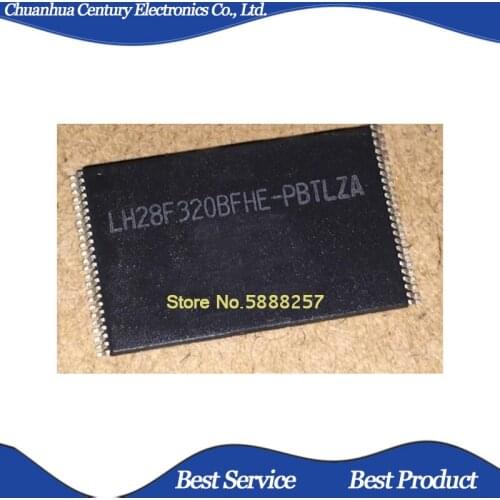 Chuanhua Century Electronics Co., Ltd.
LH28F320BFHE-PBTLZA
Store No.5888257
Best Service Best Product